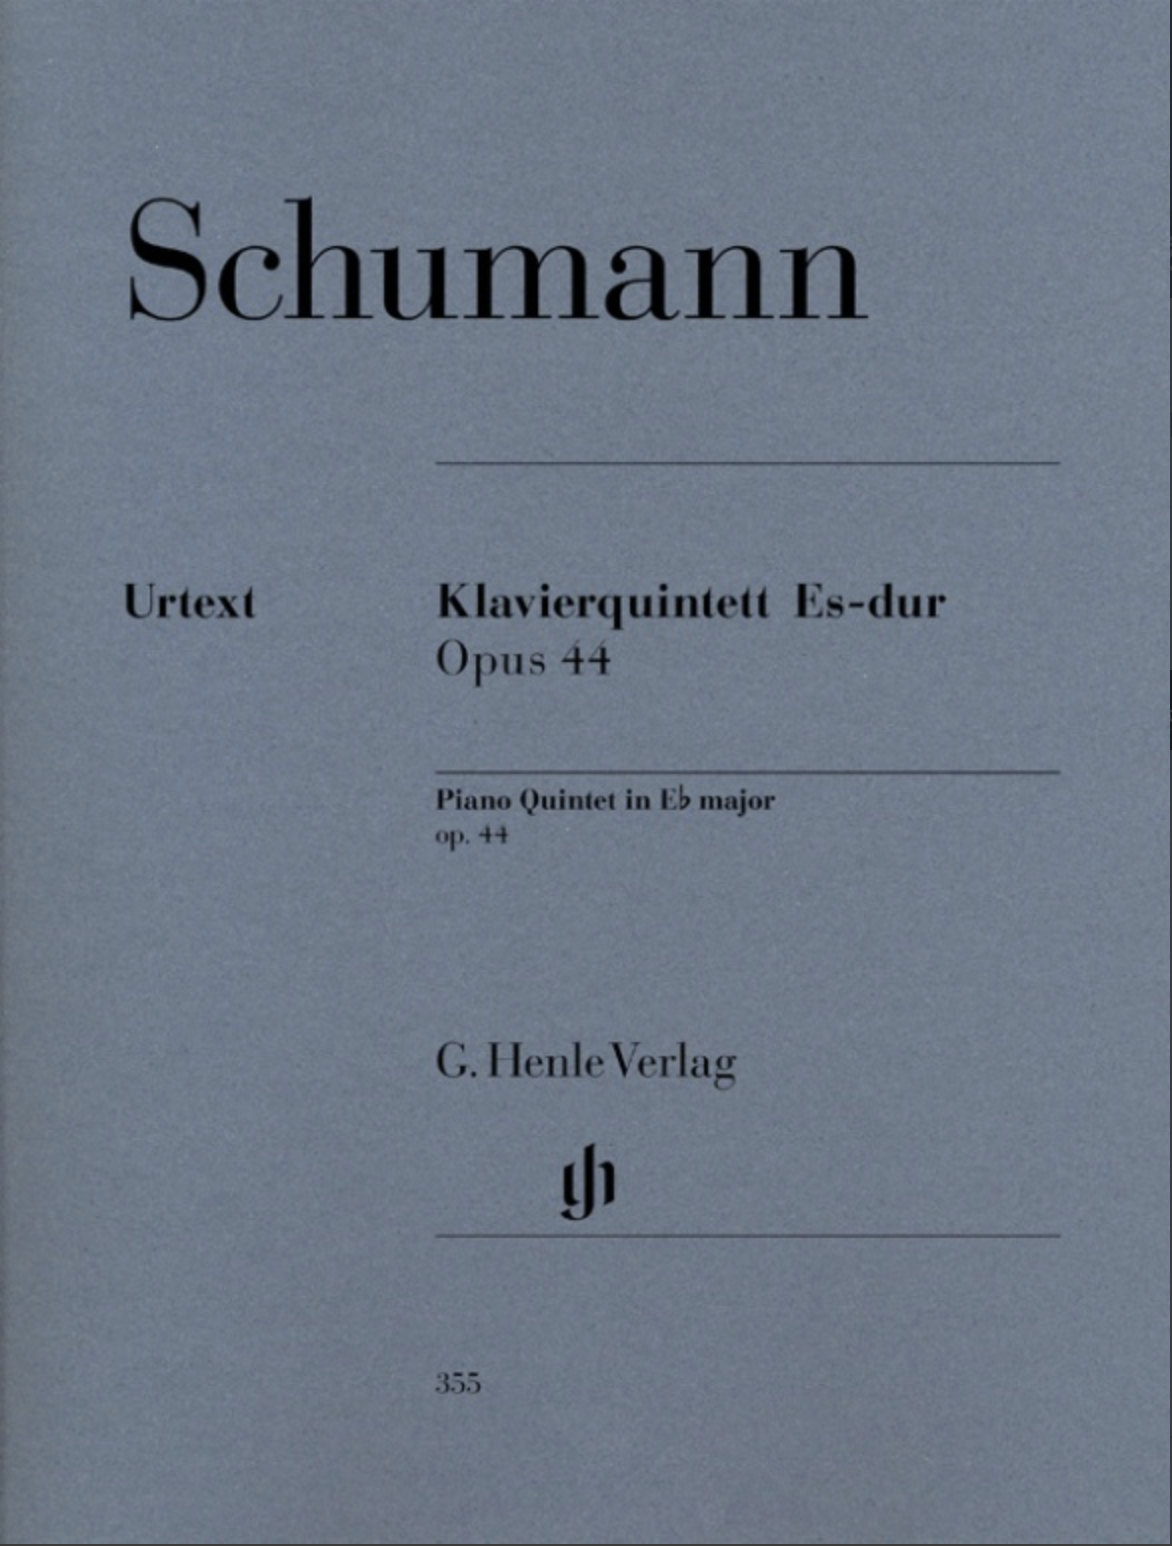 Schumann
Urtext
Klavierquintett Es-dur
Opus 44
Piano Quintet in E♭ major
op. 44
G. Henle Verlag
355